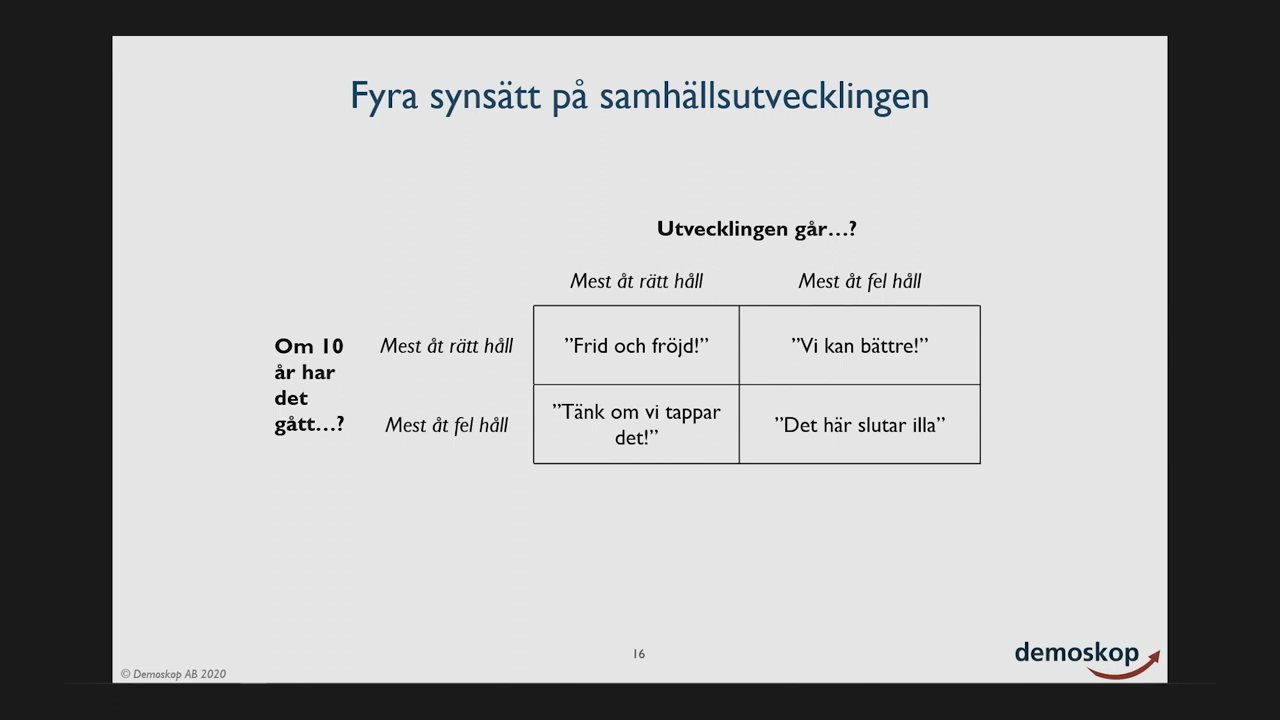 Fyra synsätt på samhällsutvecklingen
Utvecklingen går…?
Mest åt rätt håll
Mest åt fel håll
Om 10
år har
det
gått…?
Mest åt rätt håll
”Frid och fröjd!”
”Vi kan bättre!”
Mest åt fel håll
”Tänk om vi tappar
det!”
”Det här slutar illa”
16
demoskop
© Demoskop AB 2020